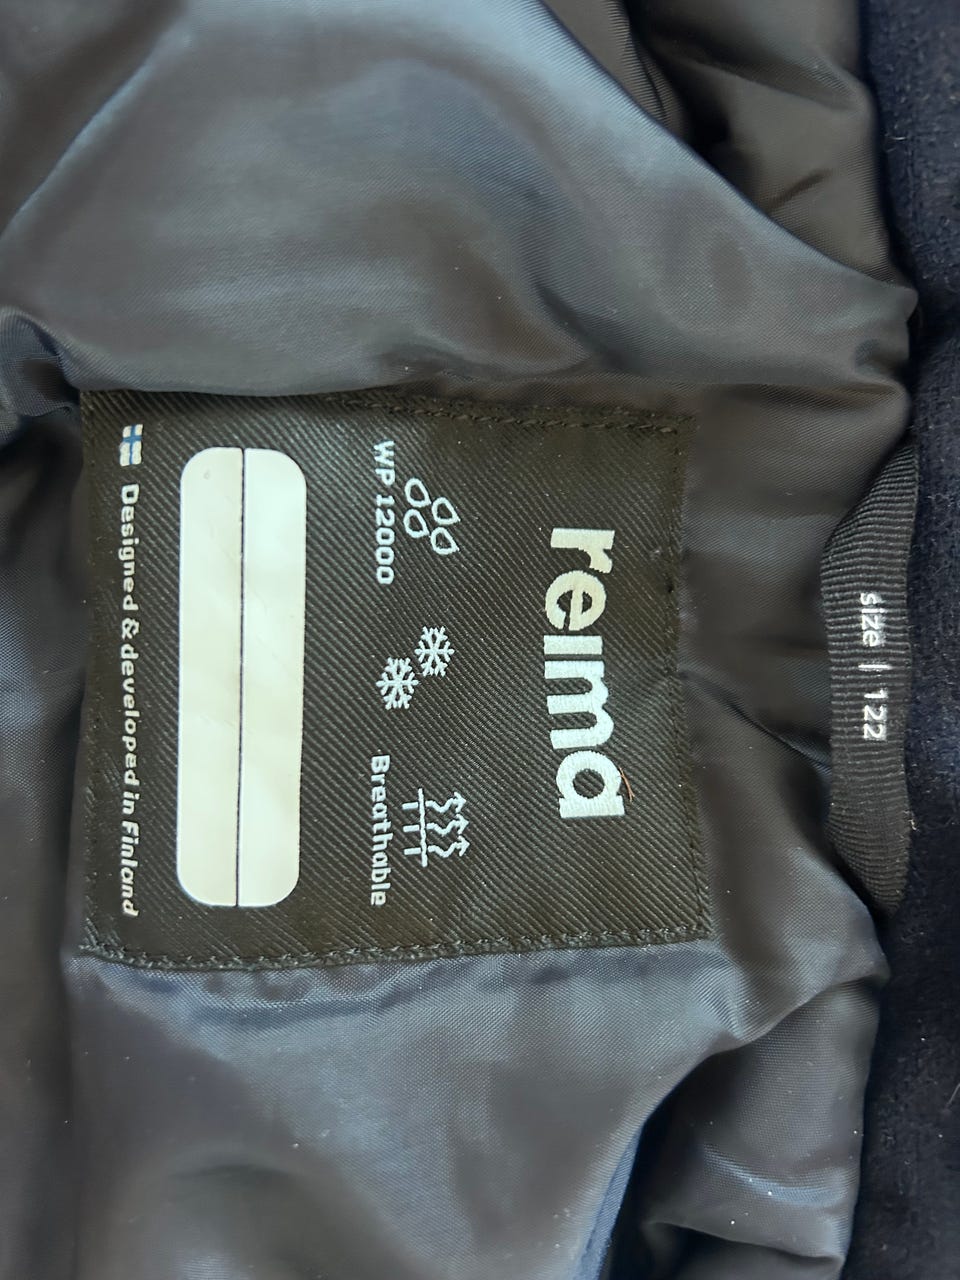 size | 122
reima
WP 12000
Breathable
Designed & developed in Finland